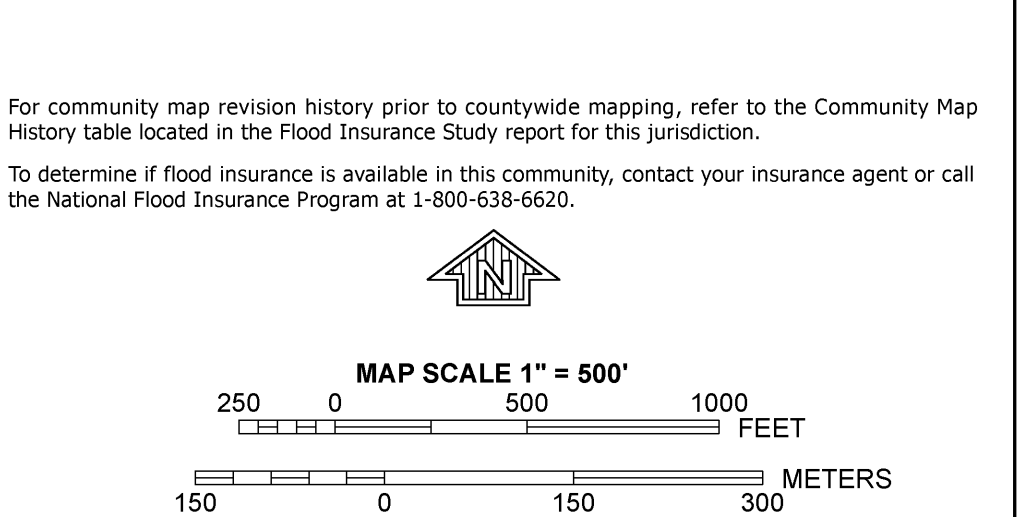 For community map revision history prior to countywide mapping, refer to the Community Map
History table located in the Flood Insurance Study report for this jurisdiction.
To determine if flood insurance is available in this community, contact your insurance agent or call
the National Flood Insurance Program at 1-800-638-6620.
N
MAP SCALE 1" = 500'
250 0 500 1000
FEET
METERS
150 0 150 300